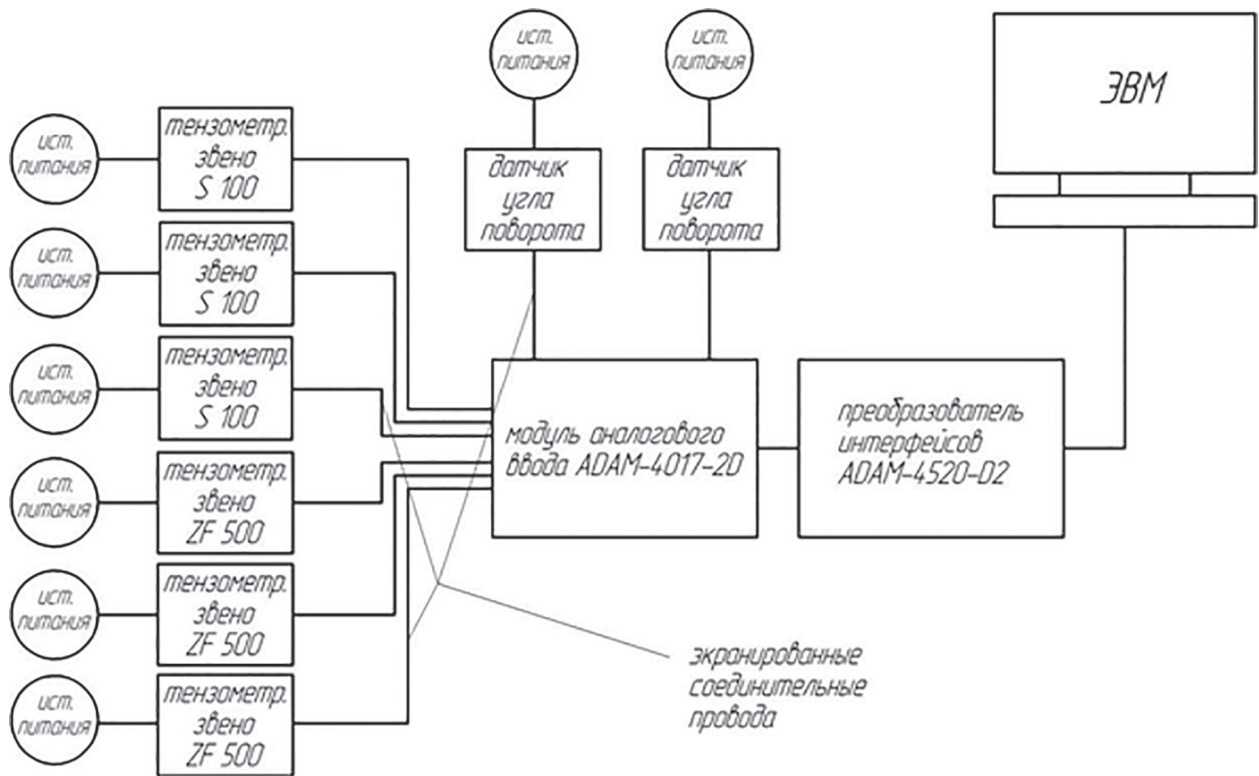 ист.
питания
ист.
питания
ЭВМ
ист.
питания
тензометр.
звено
S 100
датчик
угла
поворота
датчик
угла
поворота
ист.
питания
тензометр.
звено
S 100
ист.
питания
тензометр.
звено
S 100
модуль аналогового
ввода ADAM-4017-2D
преобразователь
интерфейсов
ADAM-4520-D2
ист.
питания
тензометр.
звено
ZF 500
ист.
питания
тензометр.
звено
ZF 500
ист.
питания
тензометр.
звено
ZF 500
экранированные
соединительные
провода